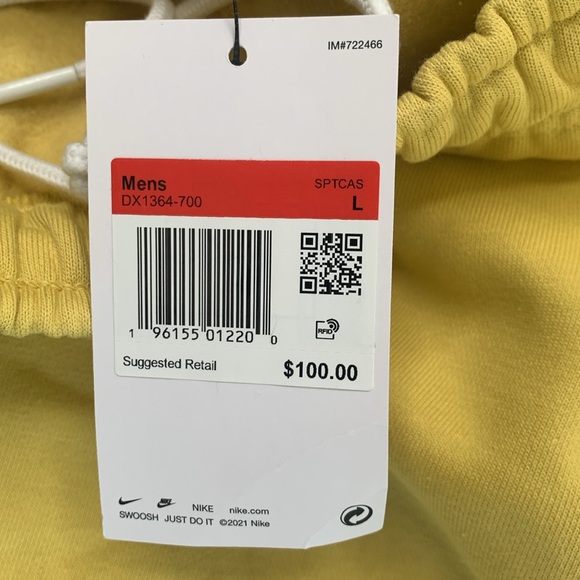 IM#722466
Mens SPTCAS
DX1364-700 L
1 96155 01220 0
RFID
Suggested Retail $100.00
NIKE NIKE nike.com
SWOOSH JUST DO IT ©2021 Nike